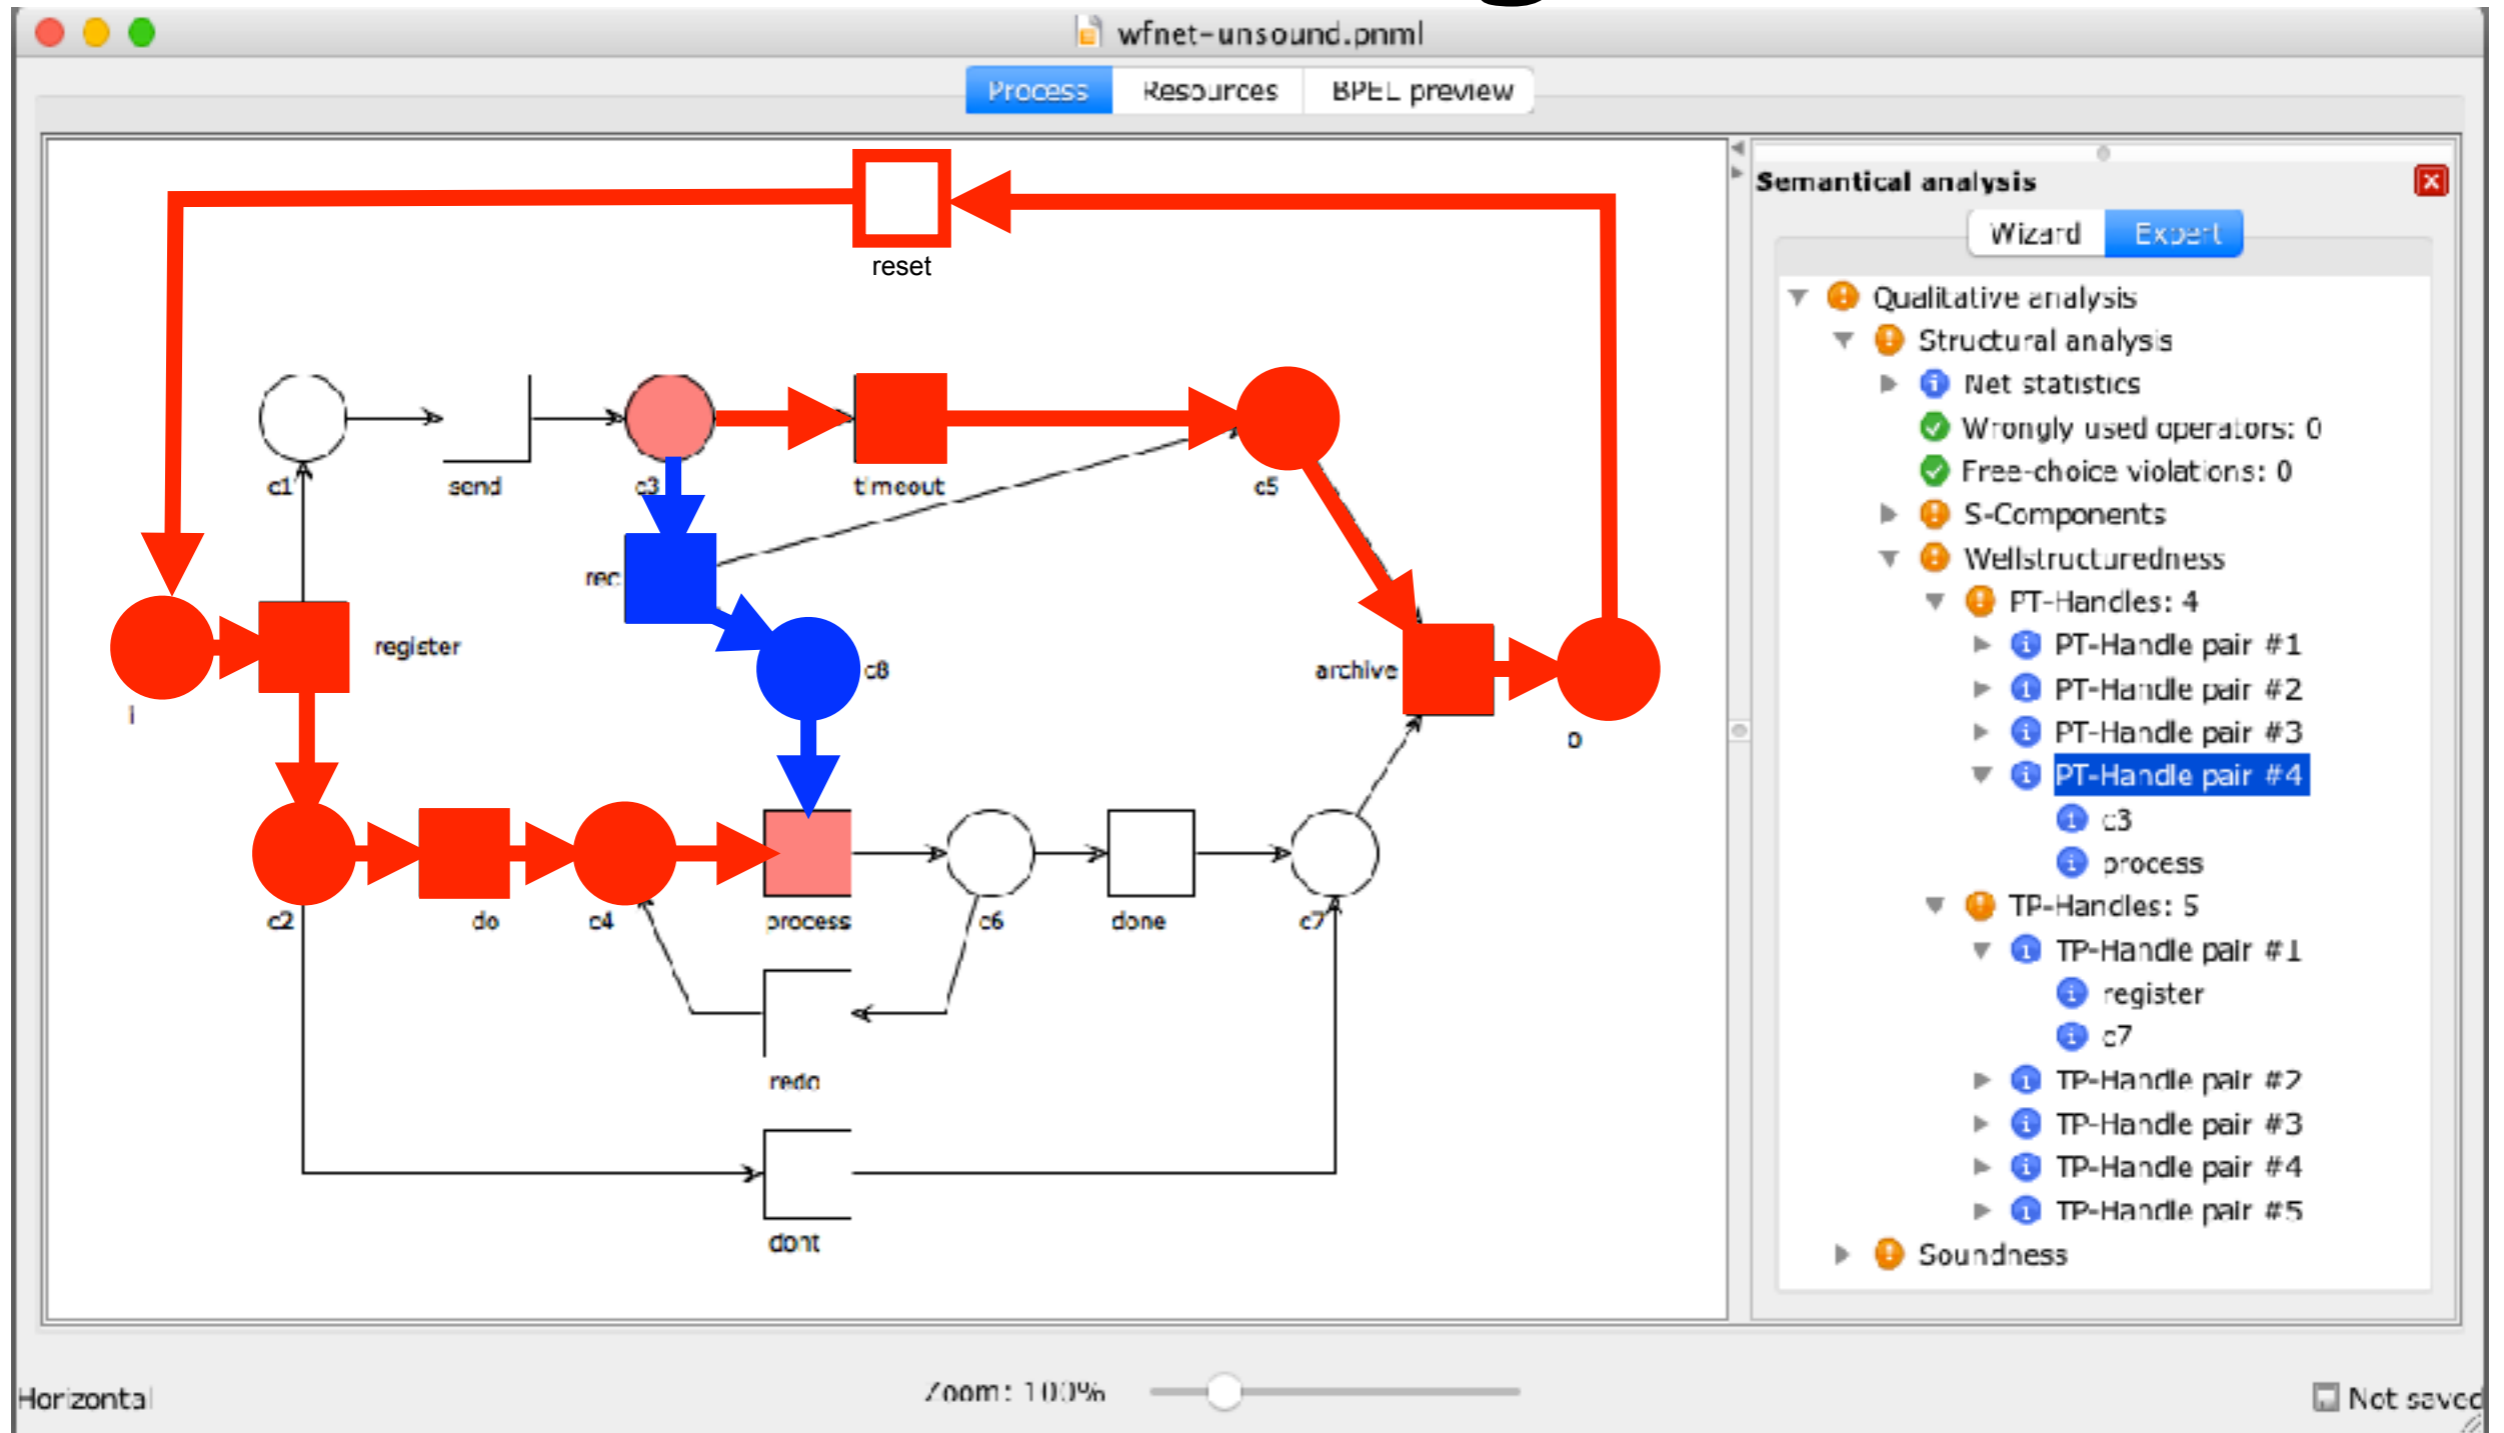 wfnet-unsound.pnml
Process Resources BPEL preview
Semantical analysis
Wizard Expert
reset
c1 send c3 timeout c5
rec
register
c8
archive
i
o
c2 do c4 process c6 done c7
redo
dont
Qualitative analysis
Structural analysis
Net statistics
Wrongly used operators: 0
Free-choice violations: 0
S-Components
Wellstructuredness
PT-Handles: 4
PT-Handle pair #1
PT-Handle pair #2
PT-Handle pair #3
PT-Handle pair #4
c3
process
TP-Handles: 5
TP-Handle pair #1
register
c7
TP-Handle pair #2
TP-Handle pair #3
TP-Handle pair #4
TP-Handle pair #5
Soundness
Horizontal Zoom: 100% Not saved